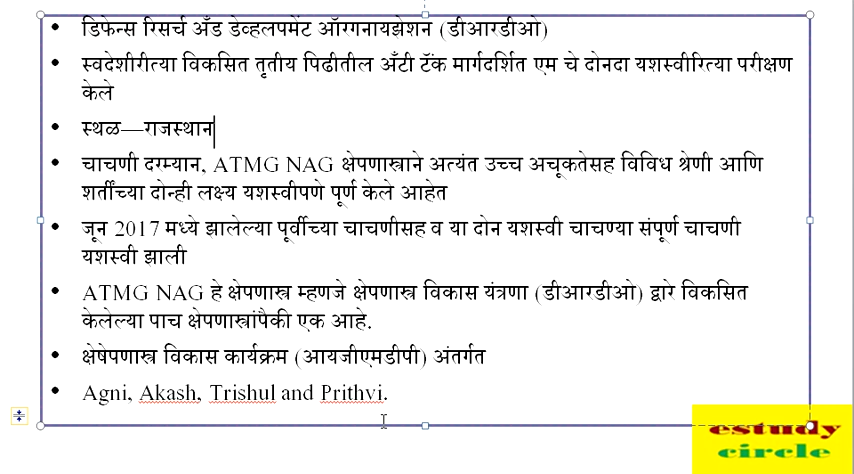 डिफेन्स रिसर्च अँड डेव्हलपमेंट ऑरगनायझेशन (डीआरडीओ)
स्वदेशीरीत्या विकसित तृतीय पिढीतील अँटी टॅंक मार्गदर्शित एम चे दोनदा यशस्वीरित्या परीक्षण
केले
स्थळ—राजस्थान
चाचणी दरम्यान, ATMG NAG क्षेपणास्त्राने अत्यंत उच्च अचूकतेसह विविध श्रेणी आणि
शर्तींच्या दोन्ही लक्ष्य यशस्वीपणे पूर्ण केले आहेत
जून 2017 मध्ये झालेल्या पूर्वीच्या चाचणीसह व या दोन यशस्वी चाचण्या संपूर्ण चाचणी
यशस्वी झाली
ATMG NAG हे क्षेपणास्त्र म्हणजे क्षेपणास्त्र विकास यंत्रणा (डीआरडीओ) द्वारे विकसित
केलेल्या पाच क्षेपणास्त्रांपैकी एक आहे.
क्षेषेपणास्त्र विकास कार्यक्रम (आयजीएमडीपी) अंतर्गत
Agni, Akash, Trishul and Prithvi.
estudy
circle